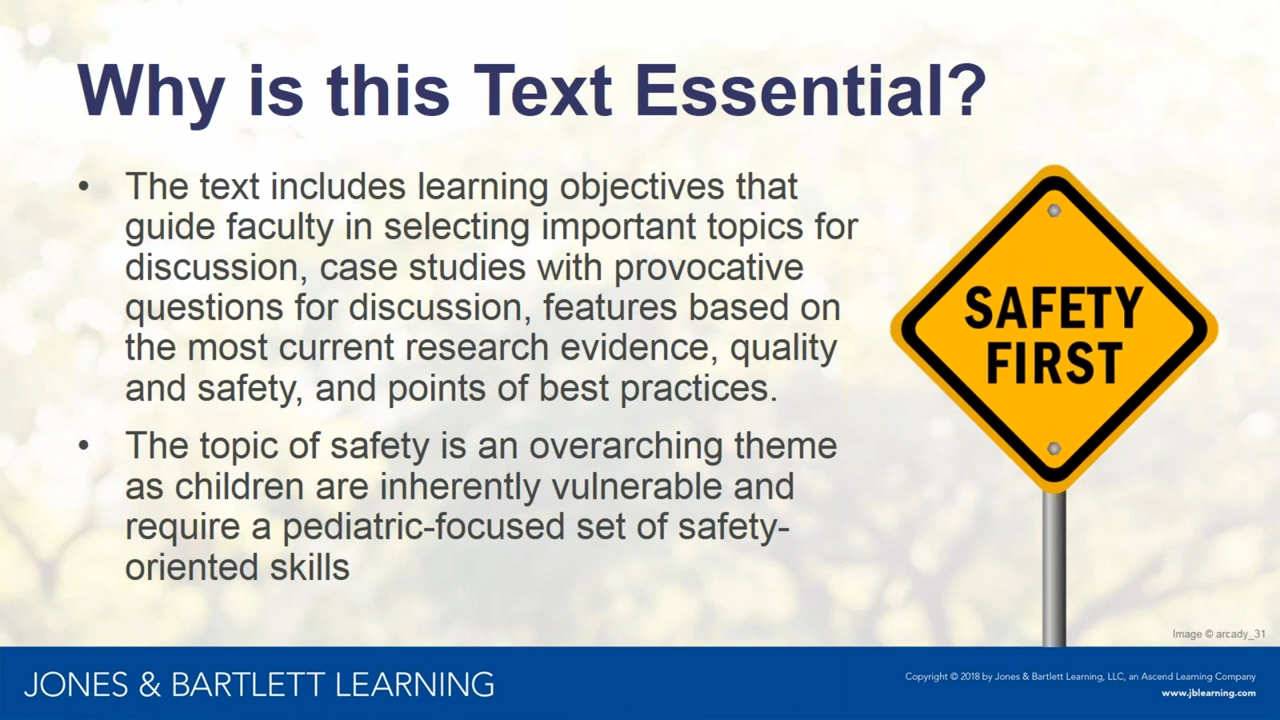 Why is this Text Essential?
• The text includes learning objectives that
guide faculty in selecting important topics for
discussion, case studies with provocative
questions for discussion, features based on
the most current research evidence, quality
and safety, and points of best practices.
• The topic of safety is an overarching theme
as children are inherently vulnerable and
require a pediatric-focused set of safety-
oriented skills
SAFETY
FIRST
Image © arcady_31
JONES & BARTLETT LEARNING
Copyright © 2018 by Jones & Bartlett Learning, LLC, an Ascend Learning Company
www.jblearning.com